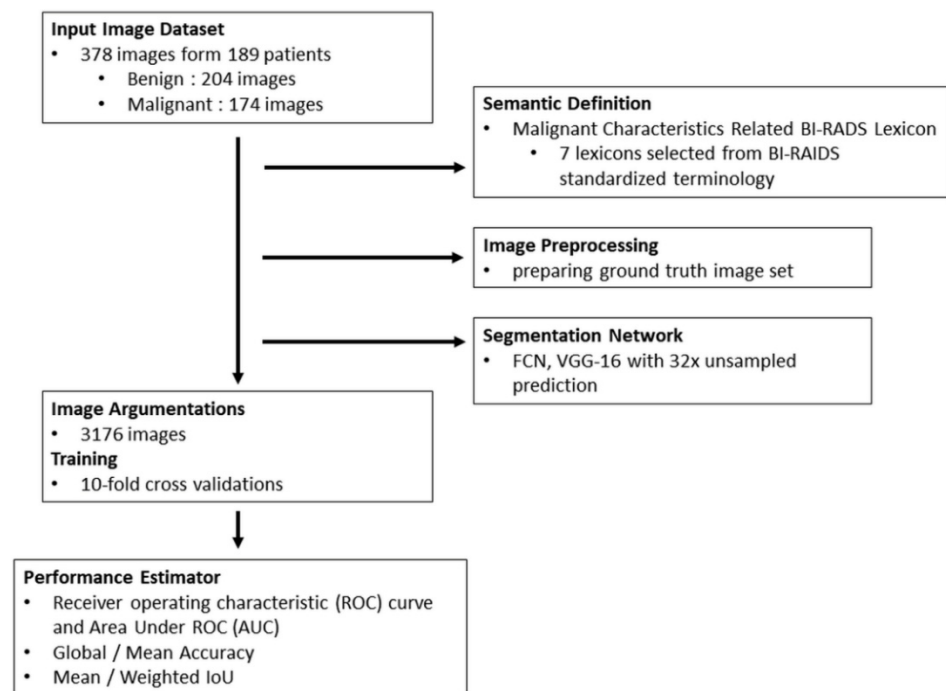 Input Image Dataset
• 378 images form 189 patients
• Benign : 204 images
• Malignant : 174 images
Semantic Definition
• Malignant Characteristics Related BI-RADS Lexicon
• 7 lexicons selected from BI-RAIDS
standardized terminology
Image Preprocessing
• preparing ground truth image set
Segmentation Network
• FCN, VGG-16 with 32x unsampled
prediction
Image Argumentations
• 3176 images
Training
• 10-fold cross validations
Performance Estimator
• Receiver operating characteristic (ROC) curve
and Area Under ROC (AUC)
• Global / Mean Accuracy
• Mean / Weighted IoU